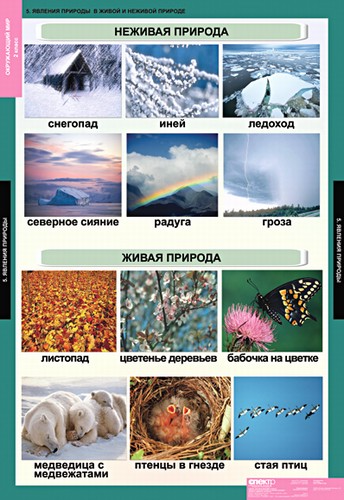 ОКРУЖАЮЩИЙ МИР
2 класс
5. ЯВЛЕНИЯ ПРИРОДЫ В ЖИВОЙ И НЕЖИВОЙ ПРИРОДЕ
НЕЖИВАЯ ПРИРОДА
снегопад
иней
ледоход
северное сияние
радуга
гроза
5. ЯВЛЕНИЯ ПРИРОДЫ
5. ЯВЛЕНИЯ ПРИРОДЫ
ЖИВАЯ ПРИРОДА
листопад
цветенье деревьев
бабочка на цветке
медведица с
медвежатами
птенцы в гнезде
стая птиц
спектр